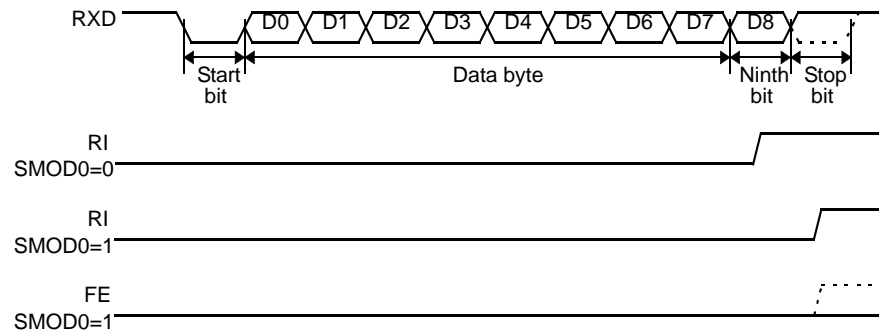 RXD D0 D1 D2 D3 D4 D5 D6 D7 D8
Start bit
Data byte
Ninth bit
Stop bit
RI
SMOD0=0
RI
SMOD0=1
FE
SMOD0=1